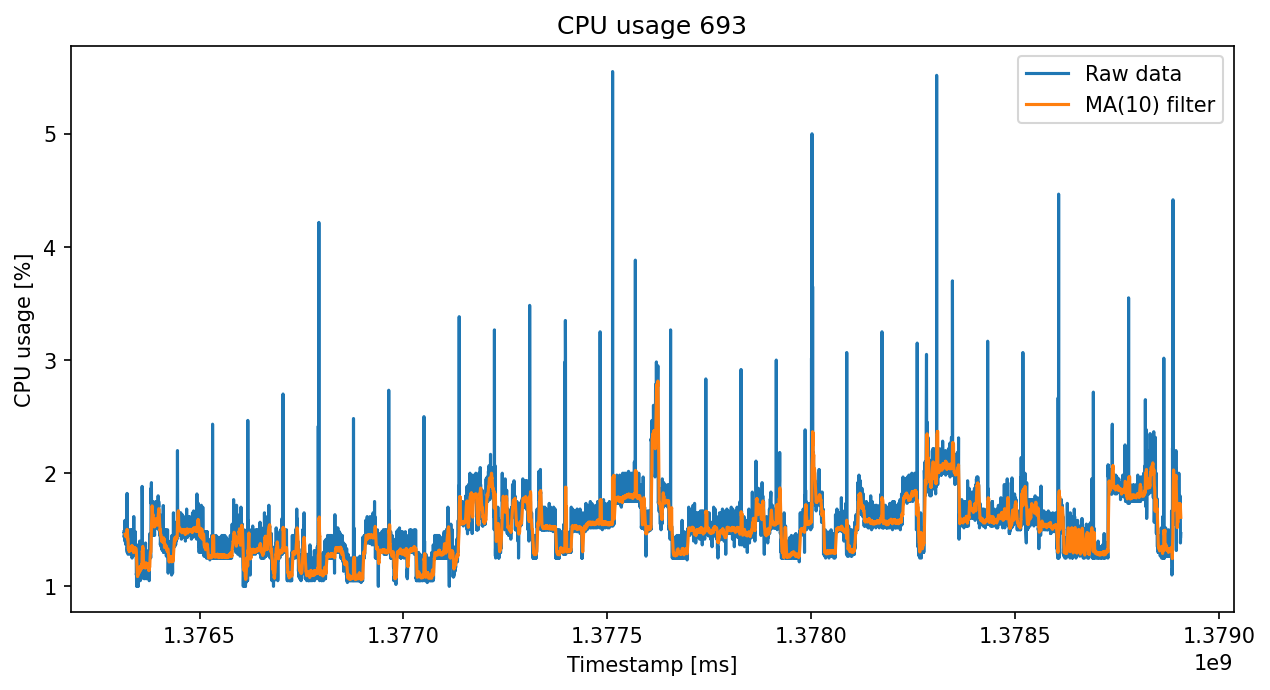 CPU usage 693
Raw data
MA(10) filter
CPU usage [%]
5
4
3
2
1
1.3765
1.3770
1.3775
1.3780
1.3785
1.3790
1e9
Timestamp [ms]